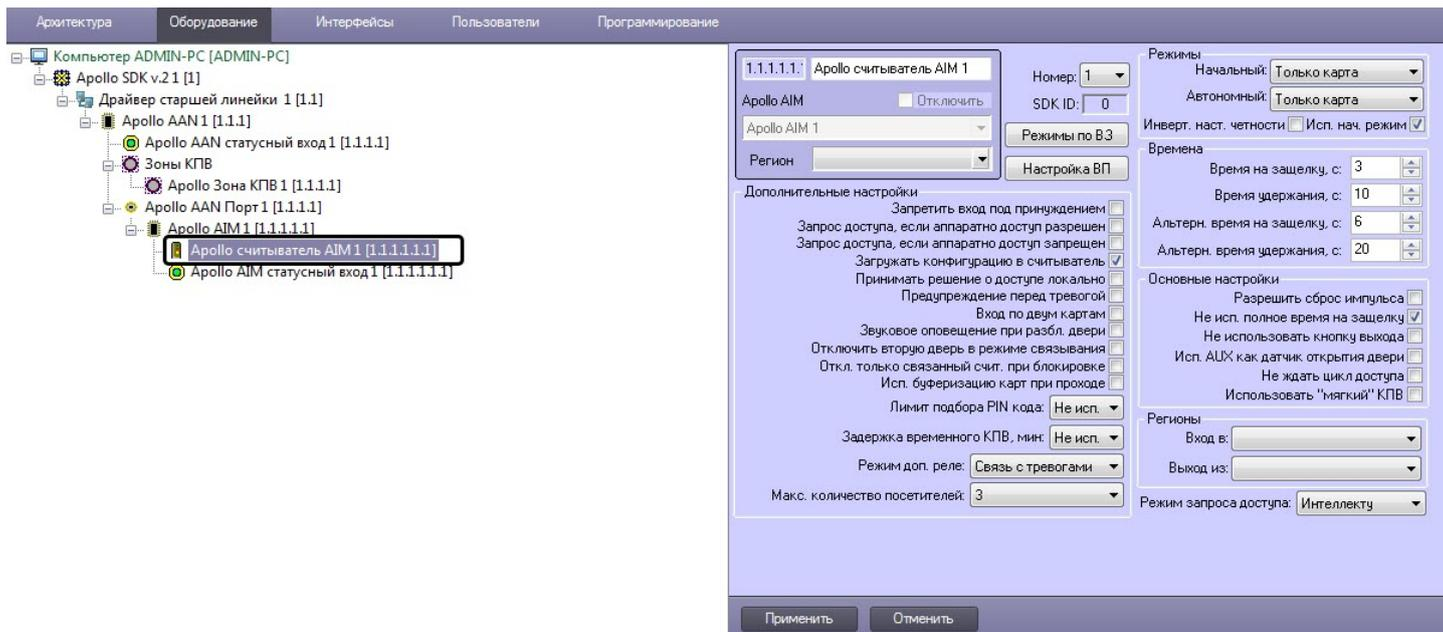 Архитектура Оборудование Интерфейсы Пользователи Программирование
Компьютер ADMIN-PC [ADMIN-PC]
Apollo SDK v.2 1 [1]
Драйвер старшей линейки 1 [1.1]
Apollo AAN 1 [1.1.1]
Apollo AAN статусный вход 1 [1.1.1.1]
Зоны КПВ
Apollo Зона КПВ 1 [1.1.1.1]
Apollo AAN Порт 1 [1.1.1.1]
Apollo AIM 1 [1.1.1.1.1]
Apollo считыватель AIM 1 [1.1.1.1.1.1]
Apollo AIM статусный вход 1 [1.1.1.1.1.1]
1.1.1.1.1. Apollo считыватель AIM 1
Apollo AIM Отключить
Apollo AIM 1
Регион
Номер: 1
SDK ID: 0
Режимы по ВЗ
Настройка ВП
Дополнительные настройки
Запретить вход под принуждением
Запрос доступа, если аппаратно доступ разрешен
Запрос доступа, если аппаратно доступ запрещен
Загружать конфигурацию в считыватель
Принимать решение о доступе локально
Предупреждение перед тревогой
Вход по двум картам
Звуковое оповещение при разбл. двери
Отключить вторую дверь в режиме связывания
Откл. только связанный счит. при блокировке
Исп. буферизацию карт при проходе
Лимит подбора PIN кода: Не исп.
Задержка временного КПВ, мин: Не исп.
Режим доп. реле: Связь с тревогами
Макс. количество посетителей: 3
Режимы
Начальный: Только карта
Автономный: Только карта
Инверт. наст. четности Исп. нач. режим
Времена
Время на защелку, с: 3
Время удержания, с: 10
Альтерн. время на защелку, с: 6
Альтерн. время удержания, с: 20
Основные настройки
Разрешить сброс импульса
Не исп. полное время на защелку
Не использовать кнопку выхода
Исп. AUX как датчик открытия двери
Не ждать цикл доступа
Использовать "мягкий" КПВ
Регионы
Вход в:
Выход из:
Режим запроса доступа: Интеллекту
Применить Отменить